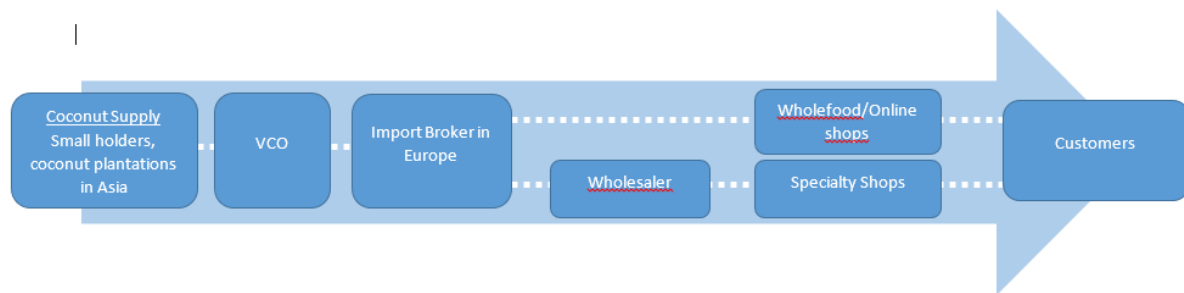 Coconut Supply
Small holders,
coconut plantations
in Asia
VCO
Import Broker in
Europe
Wholesaler
Wholefood/Online
shops
Specialty Shops
Customers